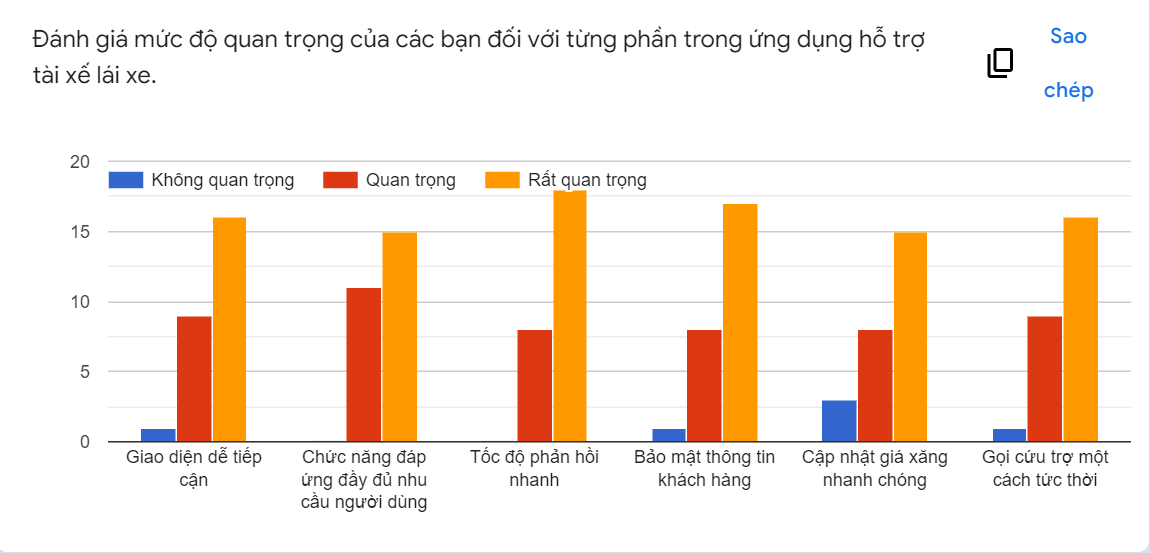 Đánh giá mức độ quan trọng của các bạn đối với từng phần trong ứng dụng hỗ trợ
tài xế lái xe.
Sao
chép
20
Không quan trọng
Quan trọng
Rất quan trọng
15
10
5
0
Giao diện dễ tiếp
cận
Chức năng đáp
ứng đầy đủ nhu
cầu người dùng
Tốc độ phản hồi
nhanh
Bảo mật thông tin
khách hàng
Cập nhật giá xăng
nhanh chóng
Gọi cứu trợ một
cách tức thời